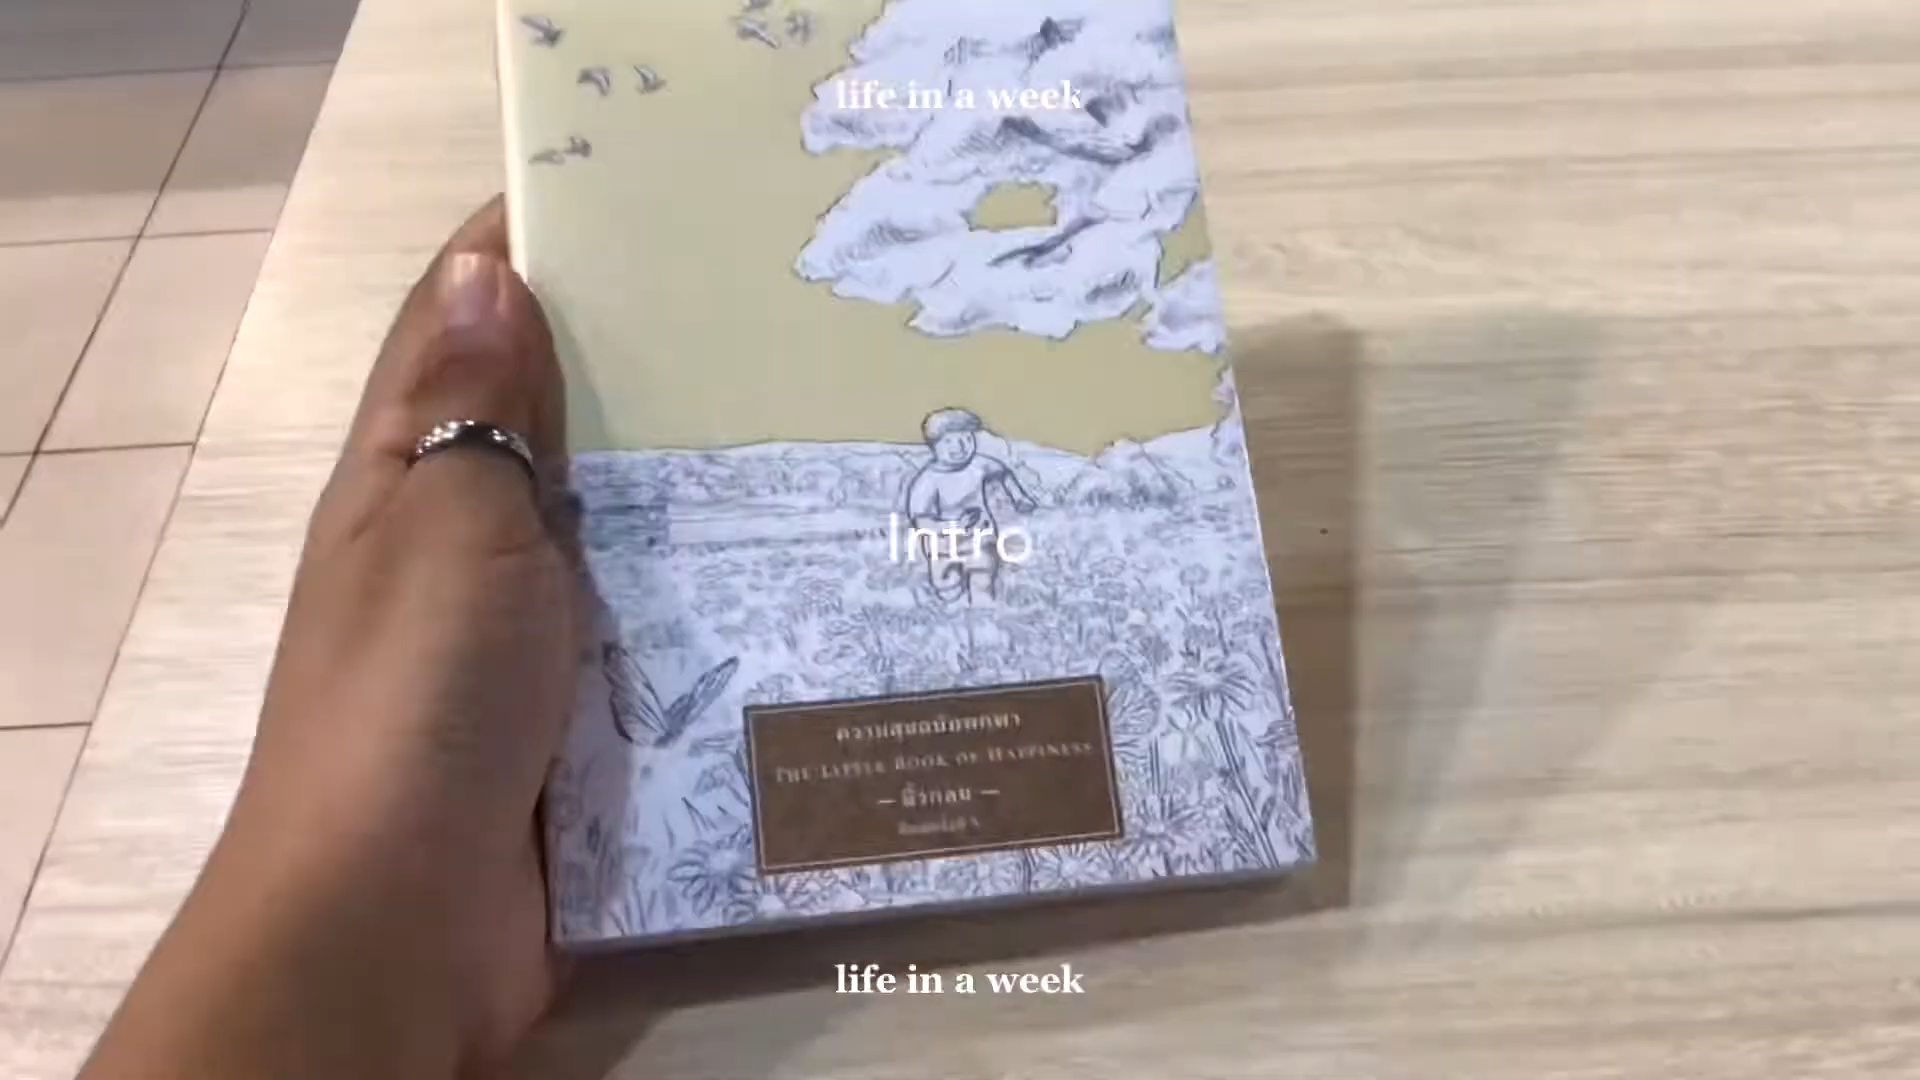 life in a week
Intro
ความสุขฉบับพกพา
THE LITTLE BOOK OF HAPPINESS
— นิ้วกลม —
life in a week